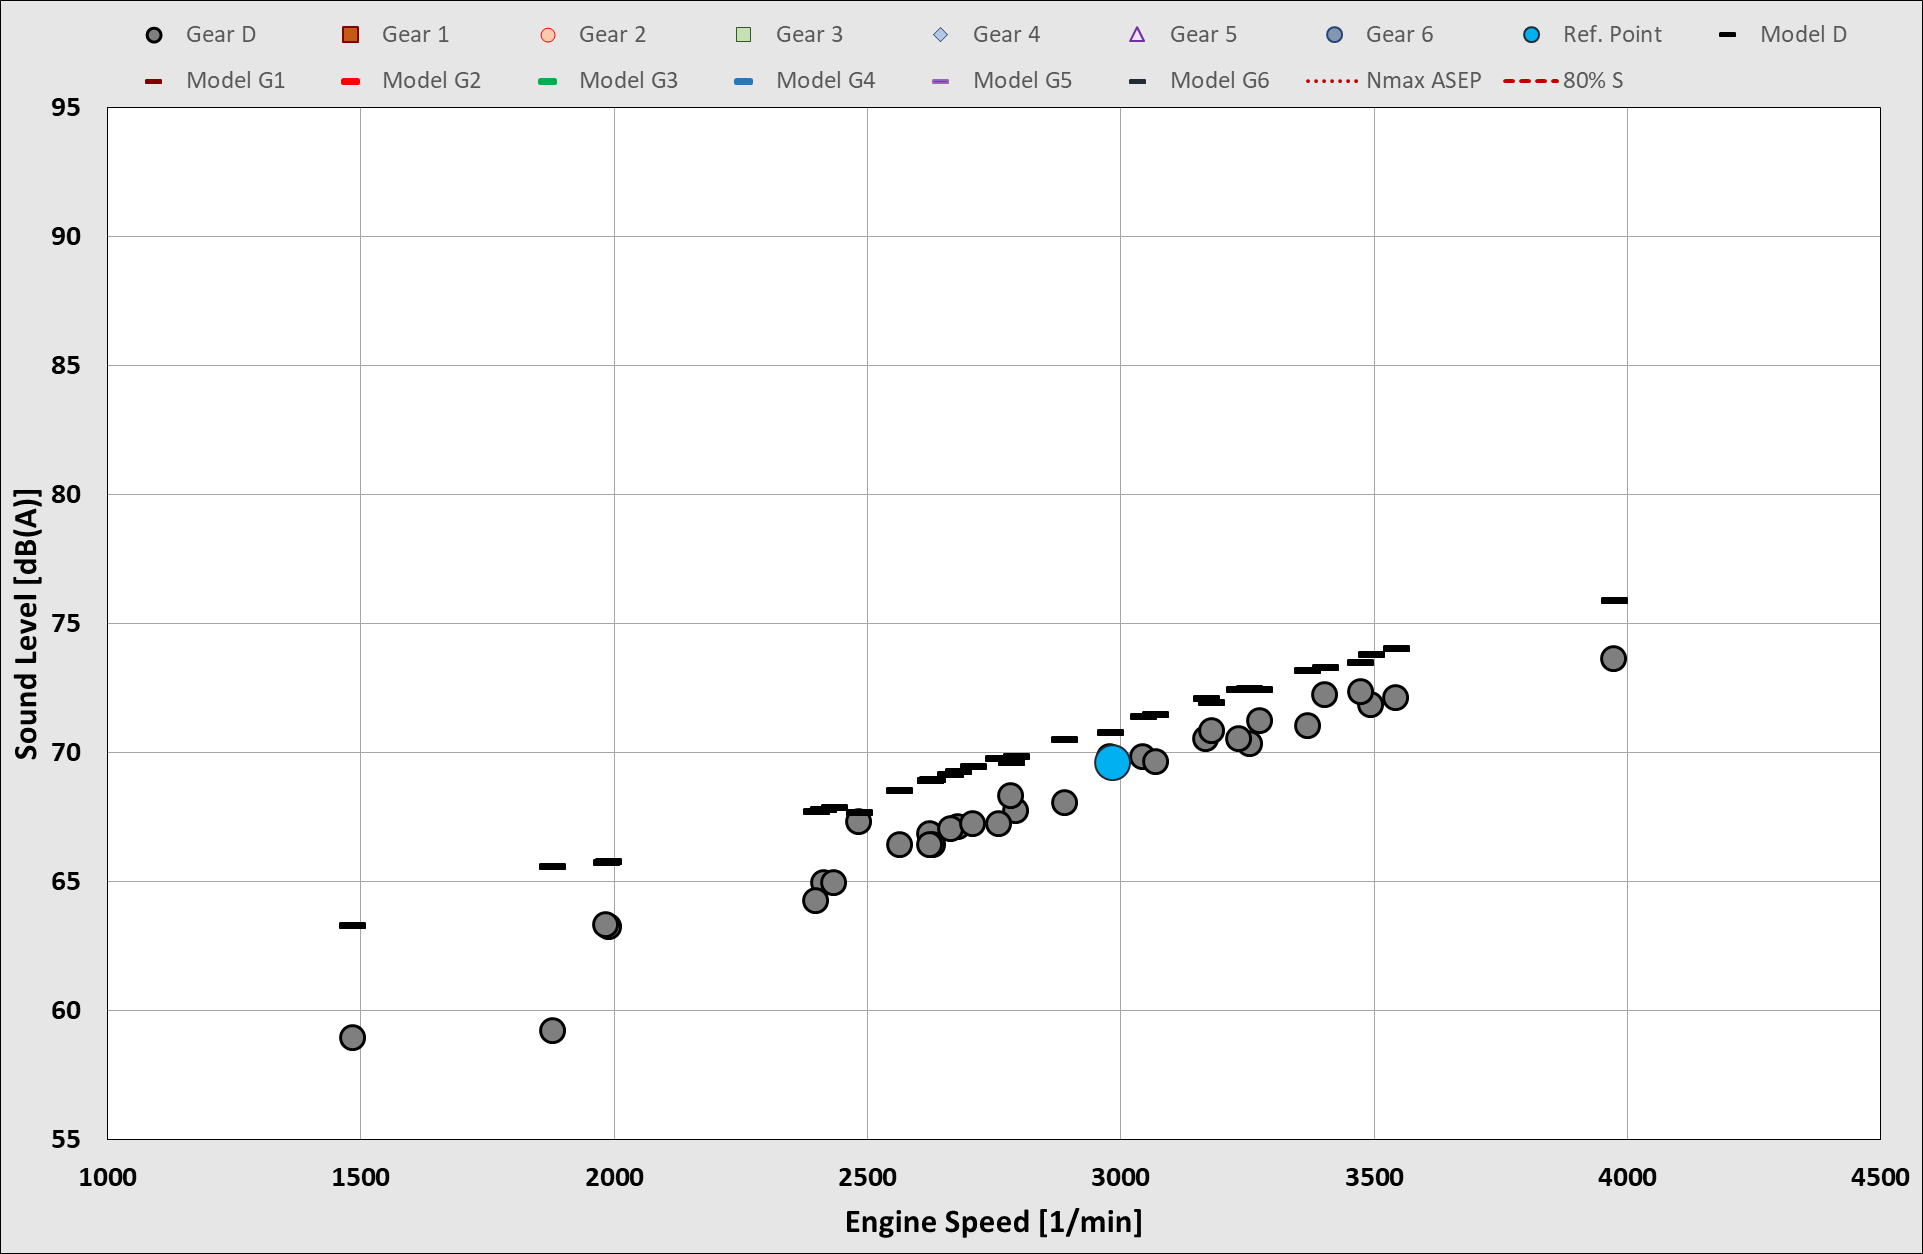 Gear D Gear 1 Gear 2 Gear 3 Gear 4 Gear 5 Gear 6 Ref. Point Model D
Model G1 Model G2 Model G3 Model G4 Model G5 Model G6 Nmax ASEP 80% S
95
90
85
80
75
70
65
60
55
Sound Level [dB(A)]
1000 1500 2000 2500 3000 3500 4000 4500
Engine Speed [1/min]